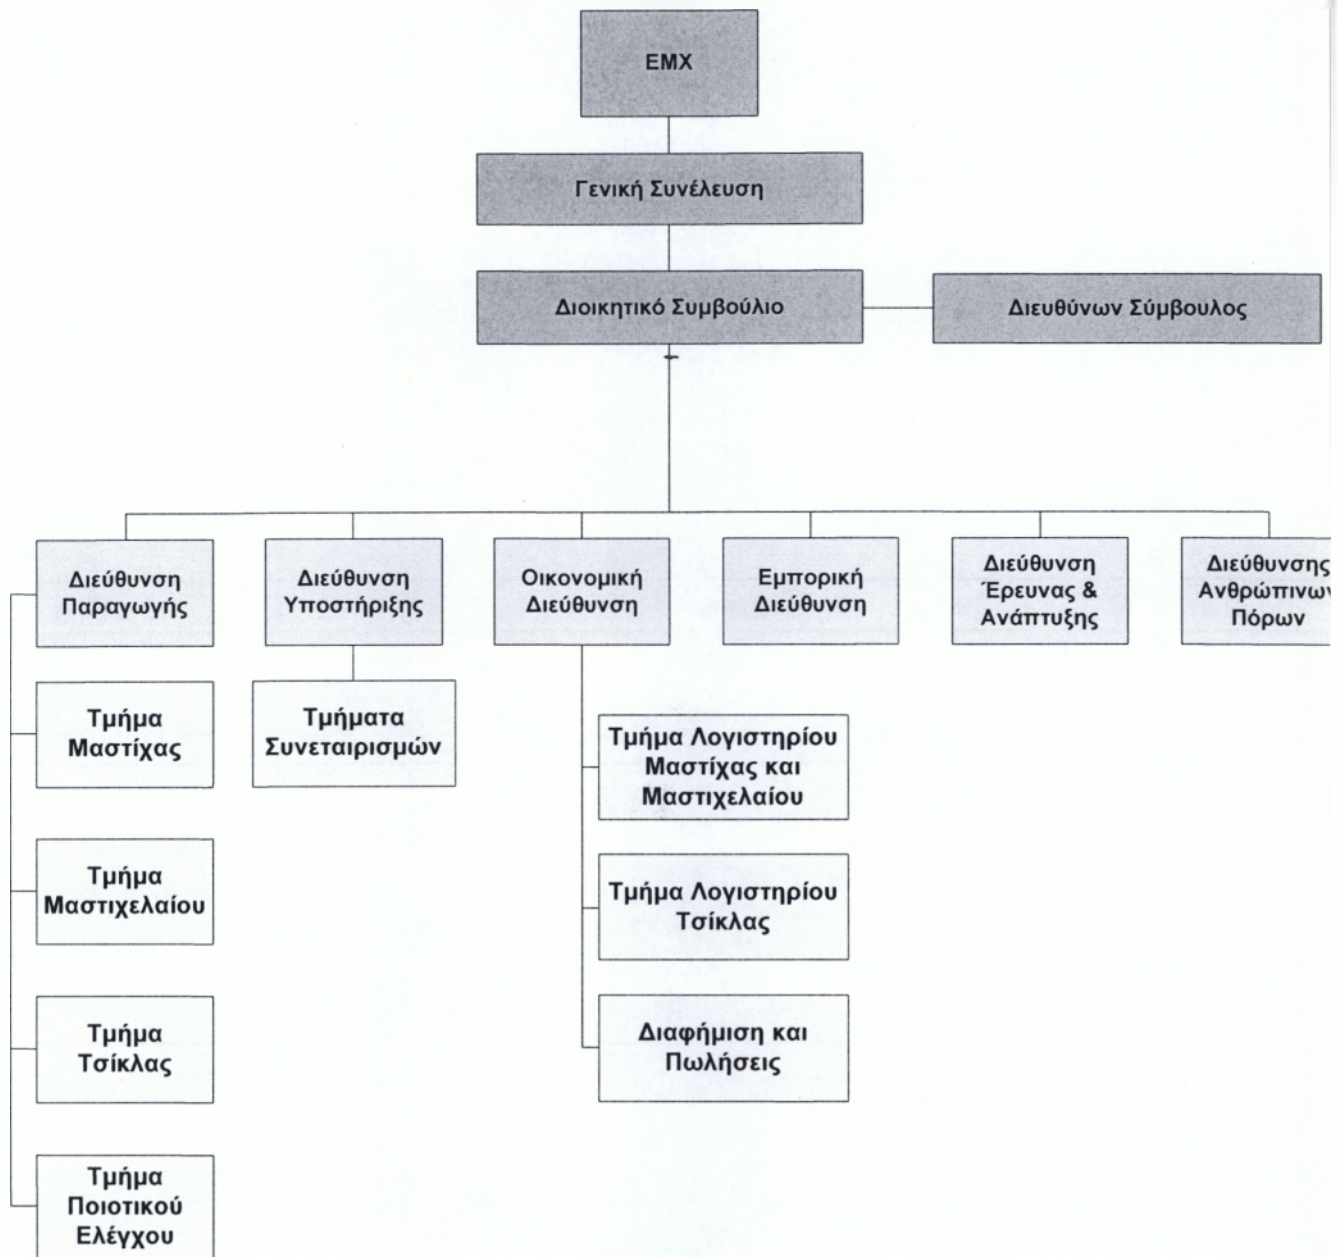 ΕΜΧ
Γενική Συνέλευση
Διοικητικό Συμβούλιο
Διευθύνων Σύμβουλος
Διεύθυνση
Παραγωγής
Διεύθυνση
Υποστήριξης
Οικονομική
Διεύθυνση
Εμπορική
Διεύθυνση
Διεύθυνση
Έρευνας &
Ανάπτυξης
Διεύθυνσης
Ανθρώπινων
Πόρων
Τμήμα
Μαστίχας
Τμήμα
Μαστιχελαίου
Τμήμα
Τσίκλας
Τμήμα
Ποιοτικού
Ελέγχου
Τμήματα
Συνεταιρισμών
Τμήμα Λογιστηρίου
Μαστίχας και
Μαστιχελαίου
Τμήμα Λογιστηρίου
Τσίκλας
Διαφήμιση και
Πωλήσεις